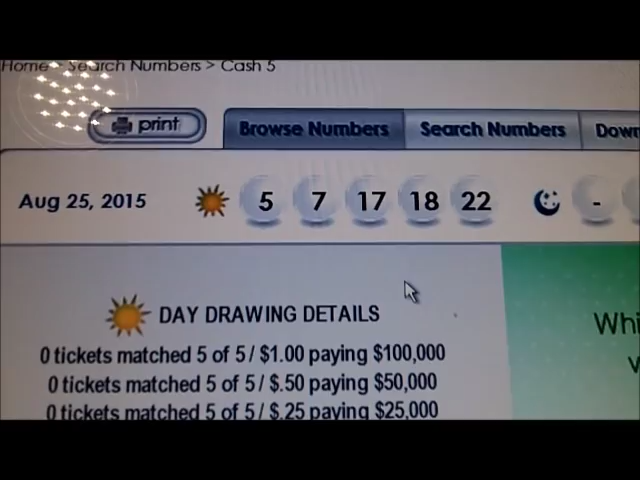 Home > Search Numbers > Cash 5
print
Browse Numbers
Search Numbers
Aug 25, 2015
5 7 17 18 22 -
DAY DRAWING DETAILS
0 tickets matched 5 of 5 / $1.00 paying $100,000
0 tickets matched 5 of 5 / $.50 paying $50,000
0 tickets matched 5 of 5 / $.25 paying $25,000